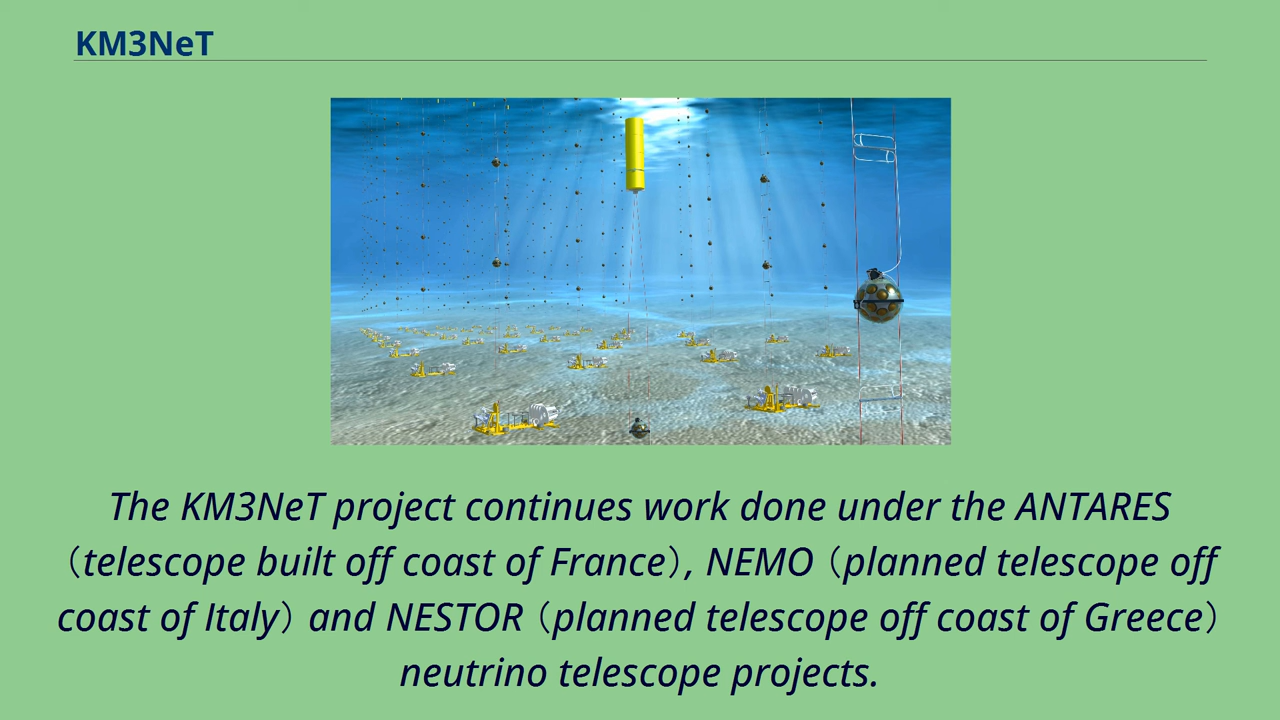 KM3NeT
The KM3NeT project continues work done under the ANTARES
（telescope built off coast of France）, NEMO （planned telescope off
coast of Italy） and NESTOR （planned telescope off coast of Greece）
neutrino telescope projects.